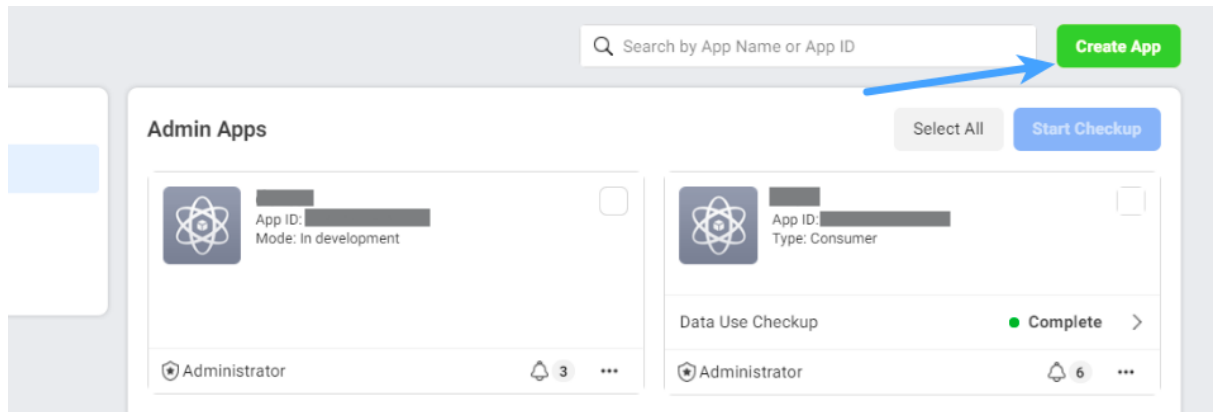 Search by App Name or App ID
Create App
Admin Apps
Select All
Start Checkup
App ID:
Mode: In development
App ID:
Type: Consumer
Data Use Checkup
Complete
Administrator
3
Administrator
6